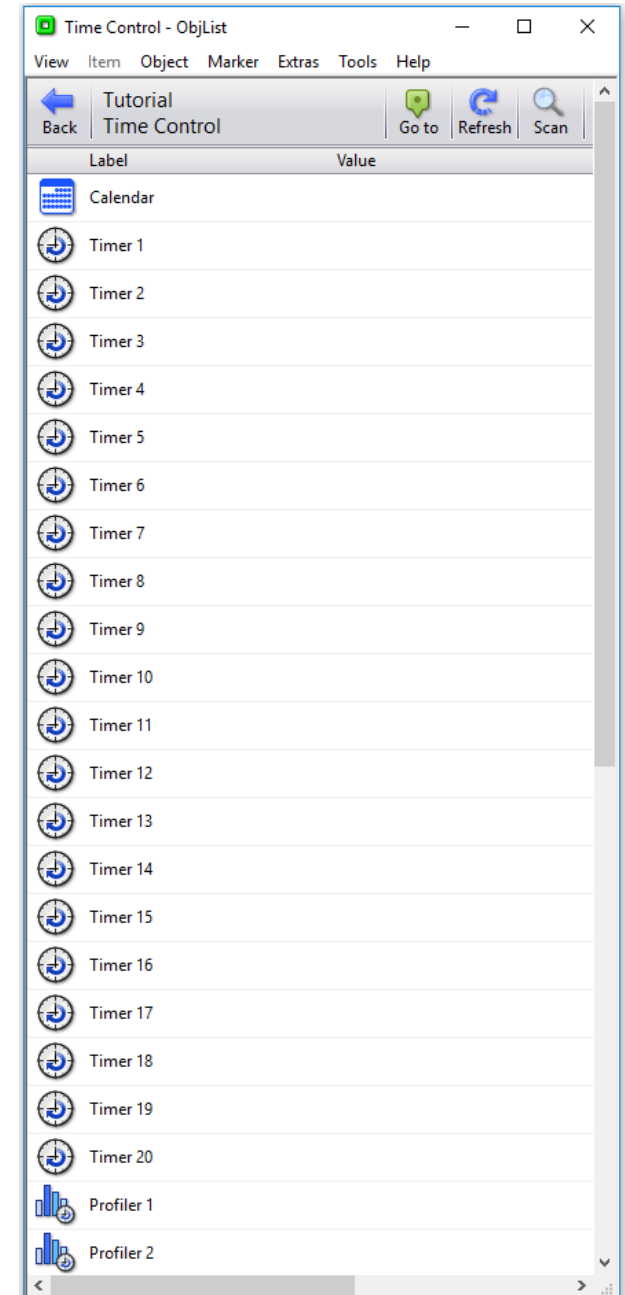 Time Control - ObjList
View Item Object Marker Extras Tools Help
Back Tutorial Time Control Go to Refresh Scan
Label Value
Calendar
Timer 1
Timer 2
Timer 3
Timer 4
Timer 5
Timer 6
Timer 7
Timer 8
Timer 9
Timer 10
Timer 11
Timer 12
Timer 13
Timer 14
Timer 15
Timer 16
Timer 17
Timer 18
Timer 19
Timer 20
Profiler 1
Profiler 2